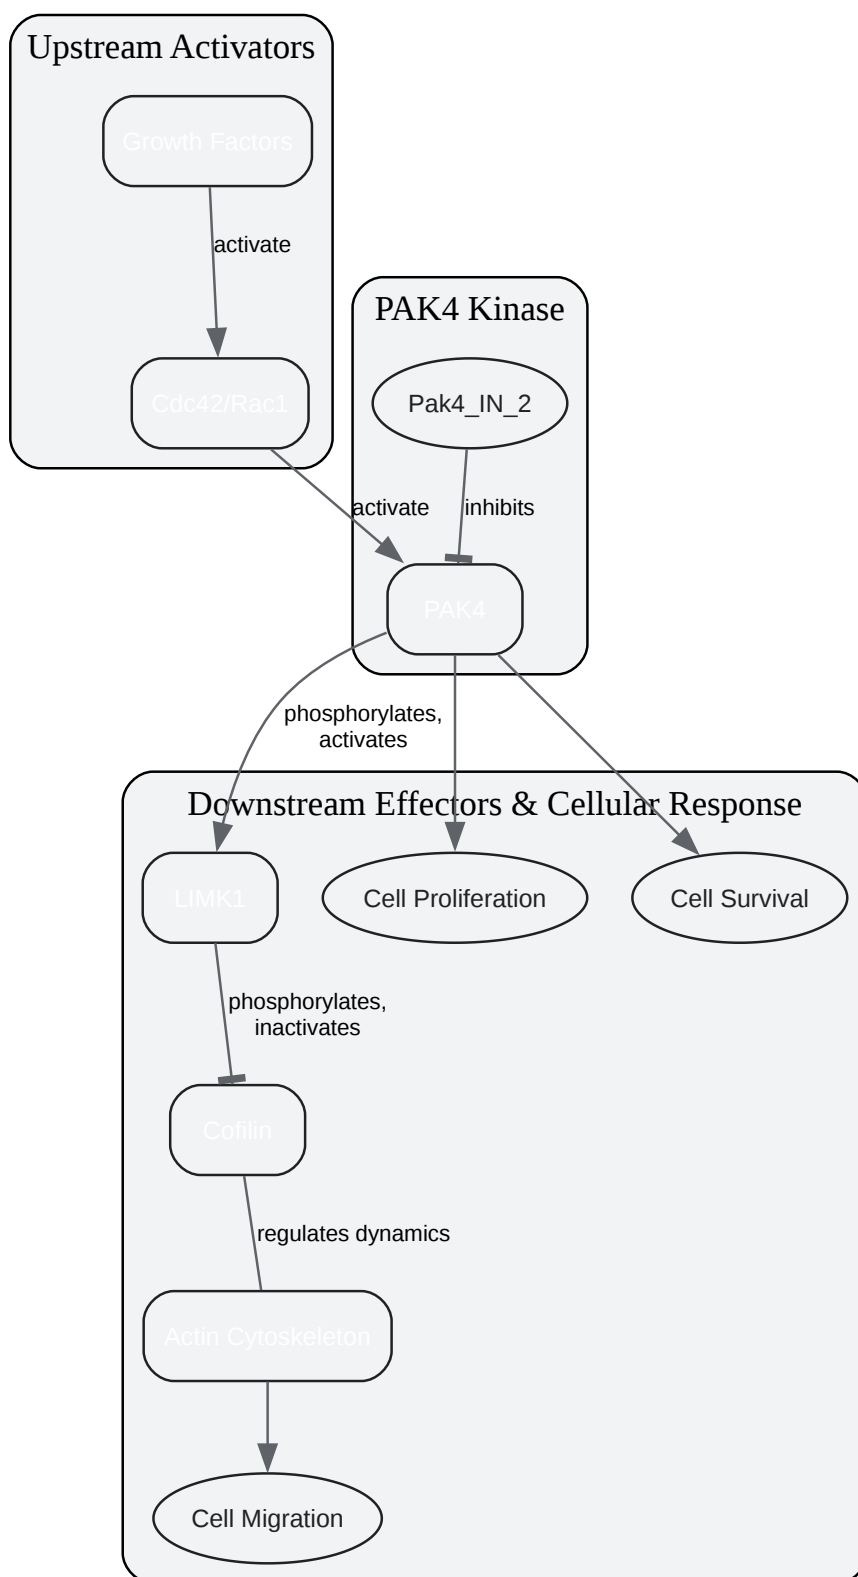 Upstream Activators
Growth Factors
activate
PAK4 Kinase
Cdc42/Rac1
Pak4_IN_2
activate
inhibits
PAK4
phosphorylates,
activates
Downstream Effectors & Cellular Response
LIMK1
Cell Proliferation
Cell Survival
phosphorylates,
inactivates
Cofilin
regulates dynamics
Actin Cytoskeleton
Cell Migration